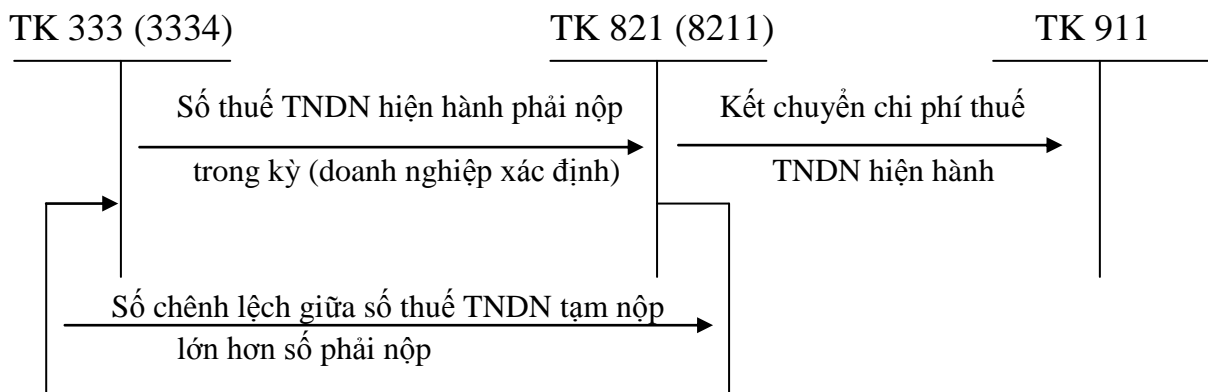 TK 333 (3334) TK 821 (8211) TK 911
Số thuế TNDN hiện hành phải nộp
trong kỳ (doanh nghiệp xác định)
Kết chuyển chi phí thuế
TNDN hiện hành
Số chênh lệch giữa số thuế TNDN tạm nộp
lớn hơn số phải nộp